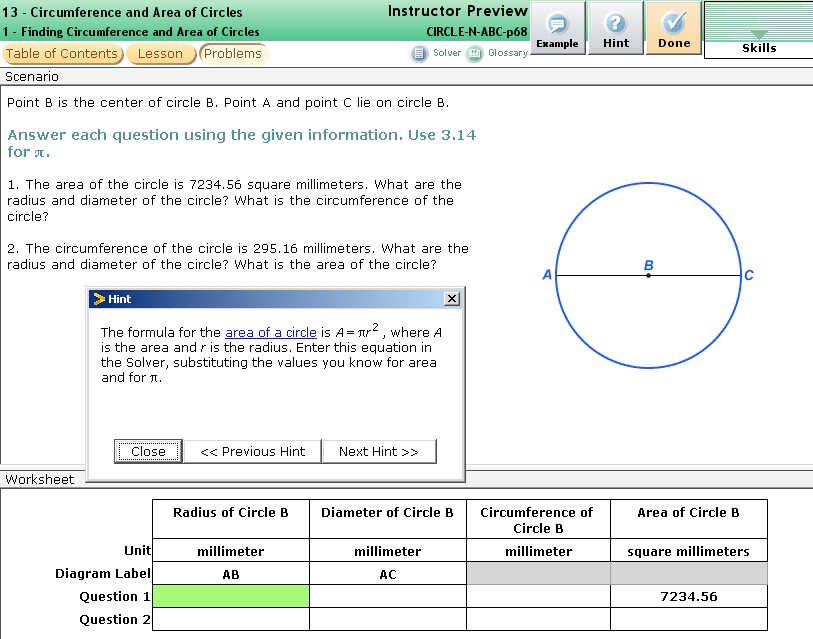 13 - Circumference and Area of Circles
1 - Finding Circumference and Area of Circles
Instructor Preview
CIRCLE-N-ABC-p68
Table of Contents
Lesson
Problems
Solver
Glossary
Example
Hint
Done
Skills
Scenario
Point B is the center of circle B. Point A and point C lie on circle B.
Answer each question using the given information. Use 3.14
for π.
1. The area of the circle is 7234.56 square millimeters. What are the
radius and diameter of the circle? What is the circumference of the
circle?
2. The circumference of the circle is 295.16 millimeters. What are the
radius and diameter of the circle? What is the area of the circle?
A
B
C
Hint
The formula for the area of a circle is A=πr², where A
is the area and r is the radius. Enter this equation in
the Solver, substituting the values you know for area
and for π.
Close
<< Previous Hint
Next Hint >>
Worksheet
Radius of Circle B
Diameter of Circle B
Circumference of
Circle B
Area of Circle B
Unit
millimeter
millimeter
millimeter
square millimeters
Diagram Label
AB
AC
Question 1
7234.56
Question 2